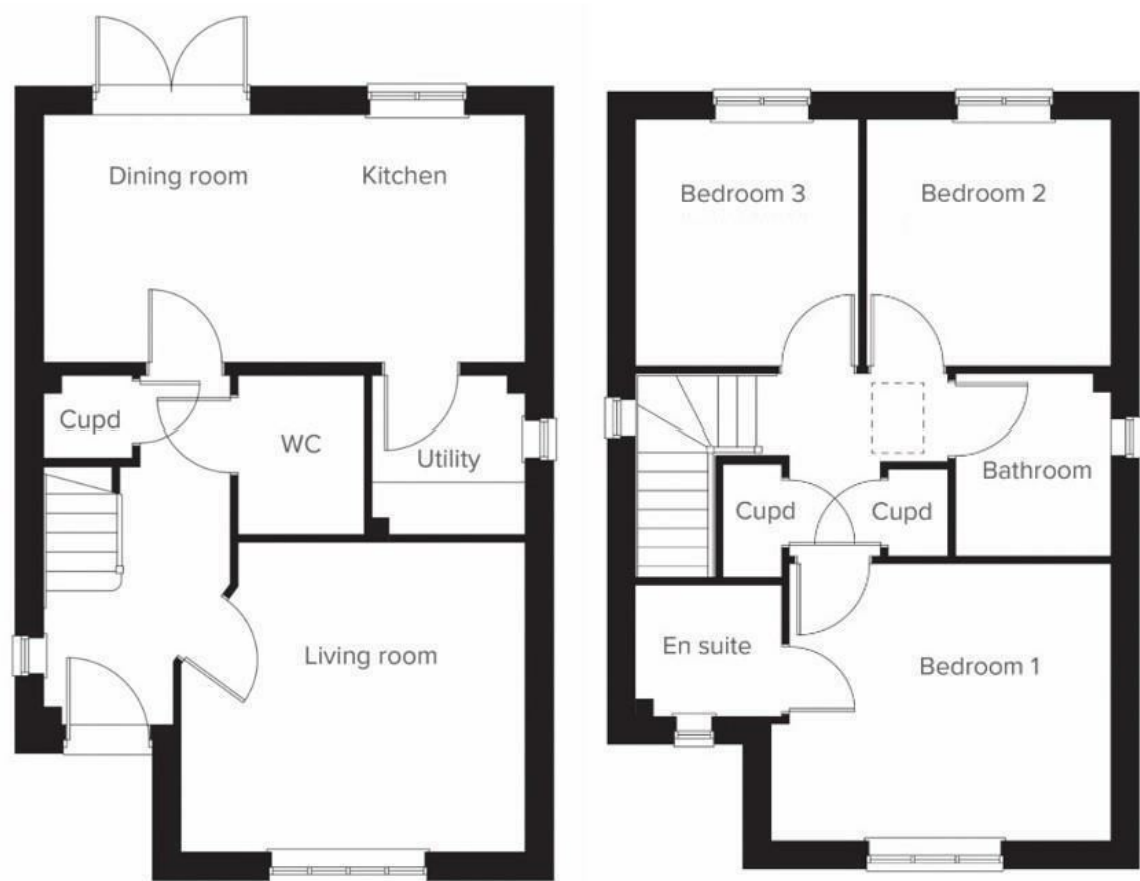 Dining room
Kitchen
Cupd
WC
Utility
Living room
Bedroom 3
Bedroom 2
Bathroom
Cupd
Cupd
En suite
Bedroom 1